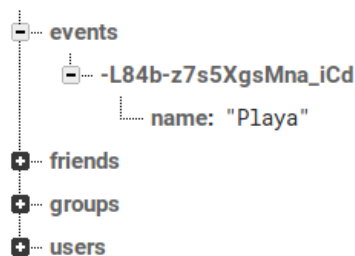 events
-L84b-z7s5XgsMna_iCd
name: "Playa"
friends
groups
users